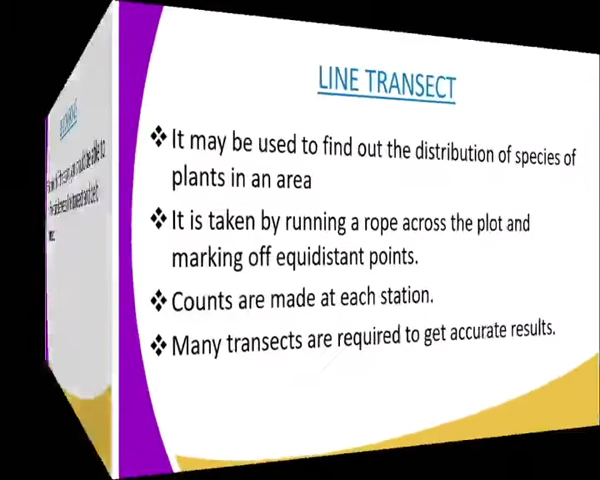 LINE TRANSECT
It may be used to find out the distribution of species of
plants in an area
It is taken by running a rope across the plot and
marking off equidistant points.
Counts are made at each station.
Many transects are required to get accurate results.